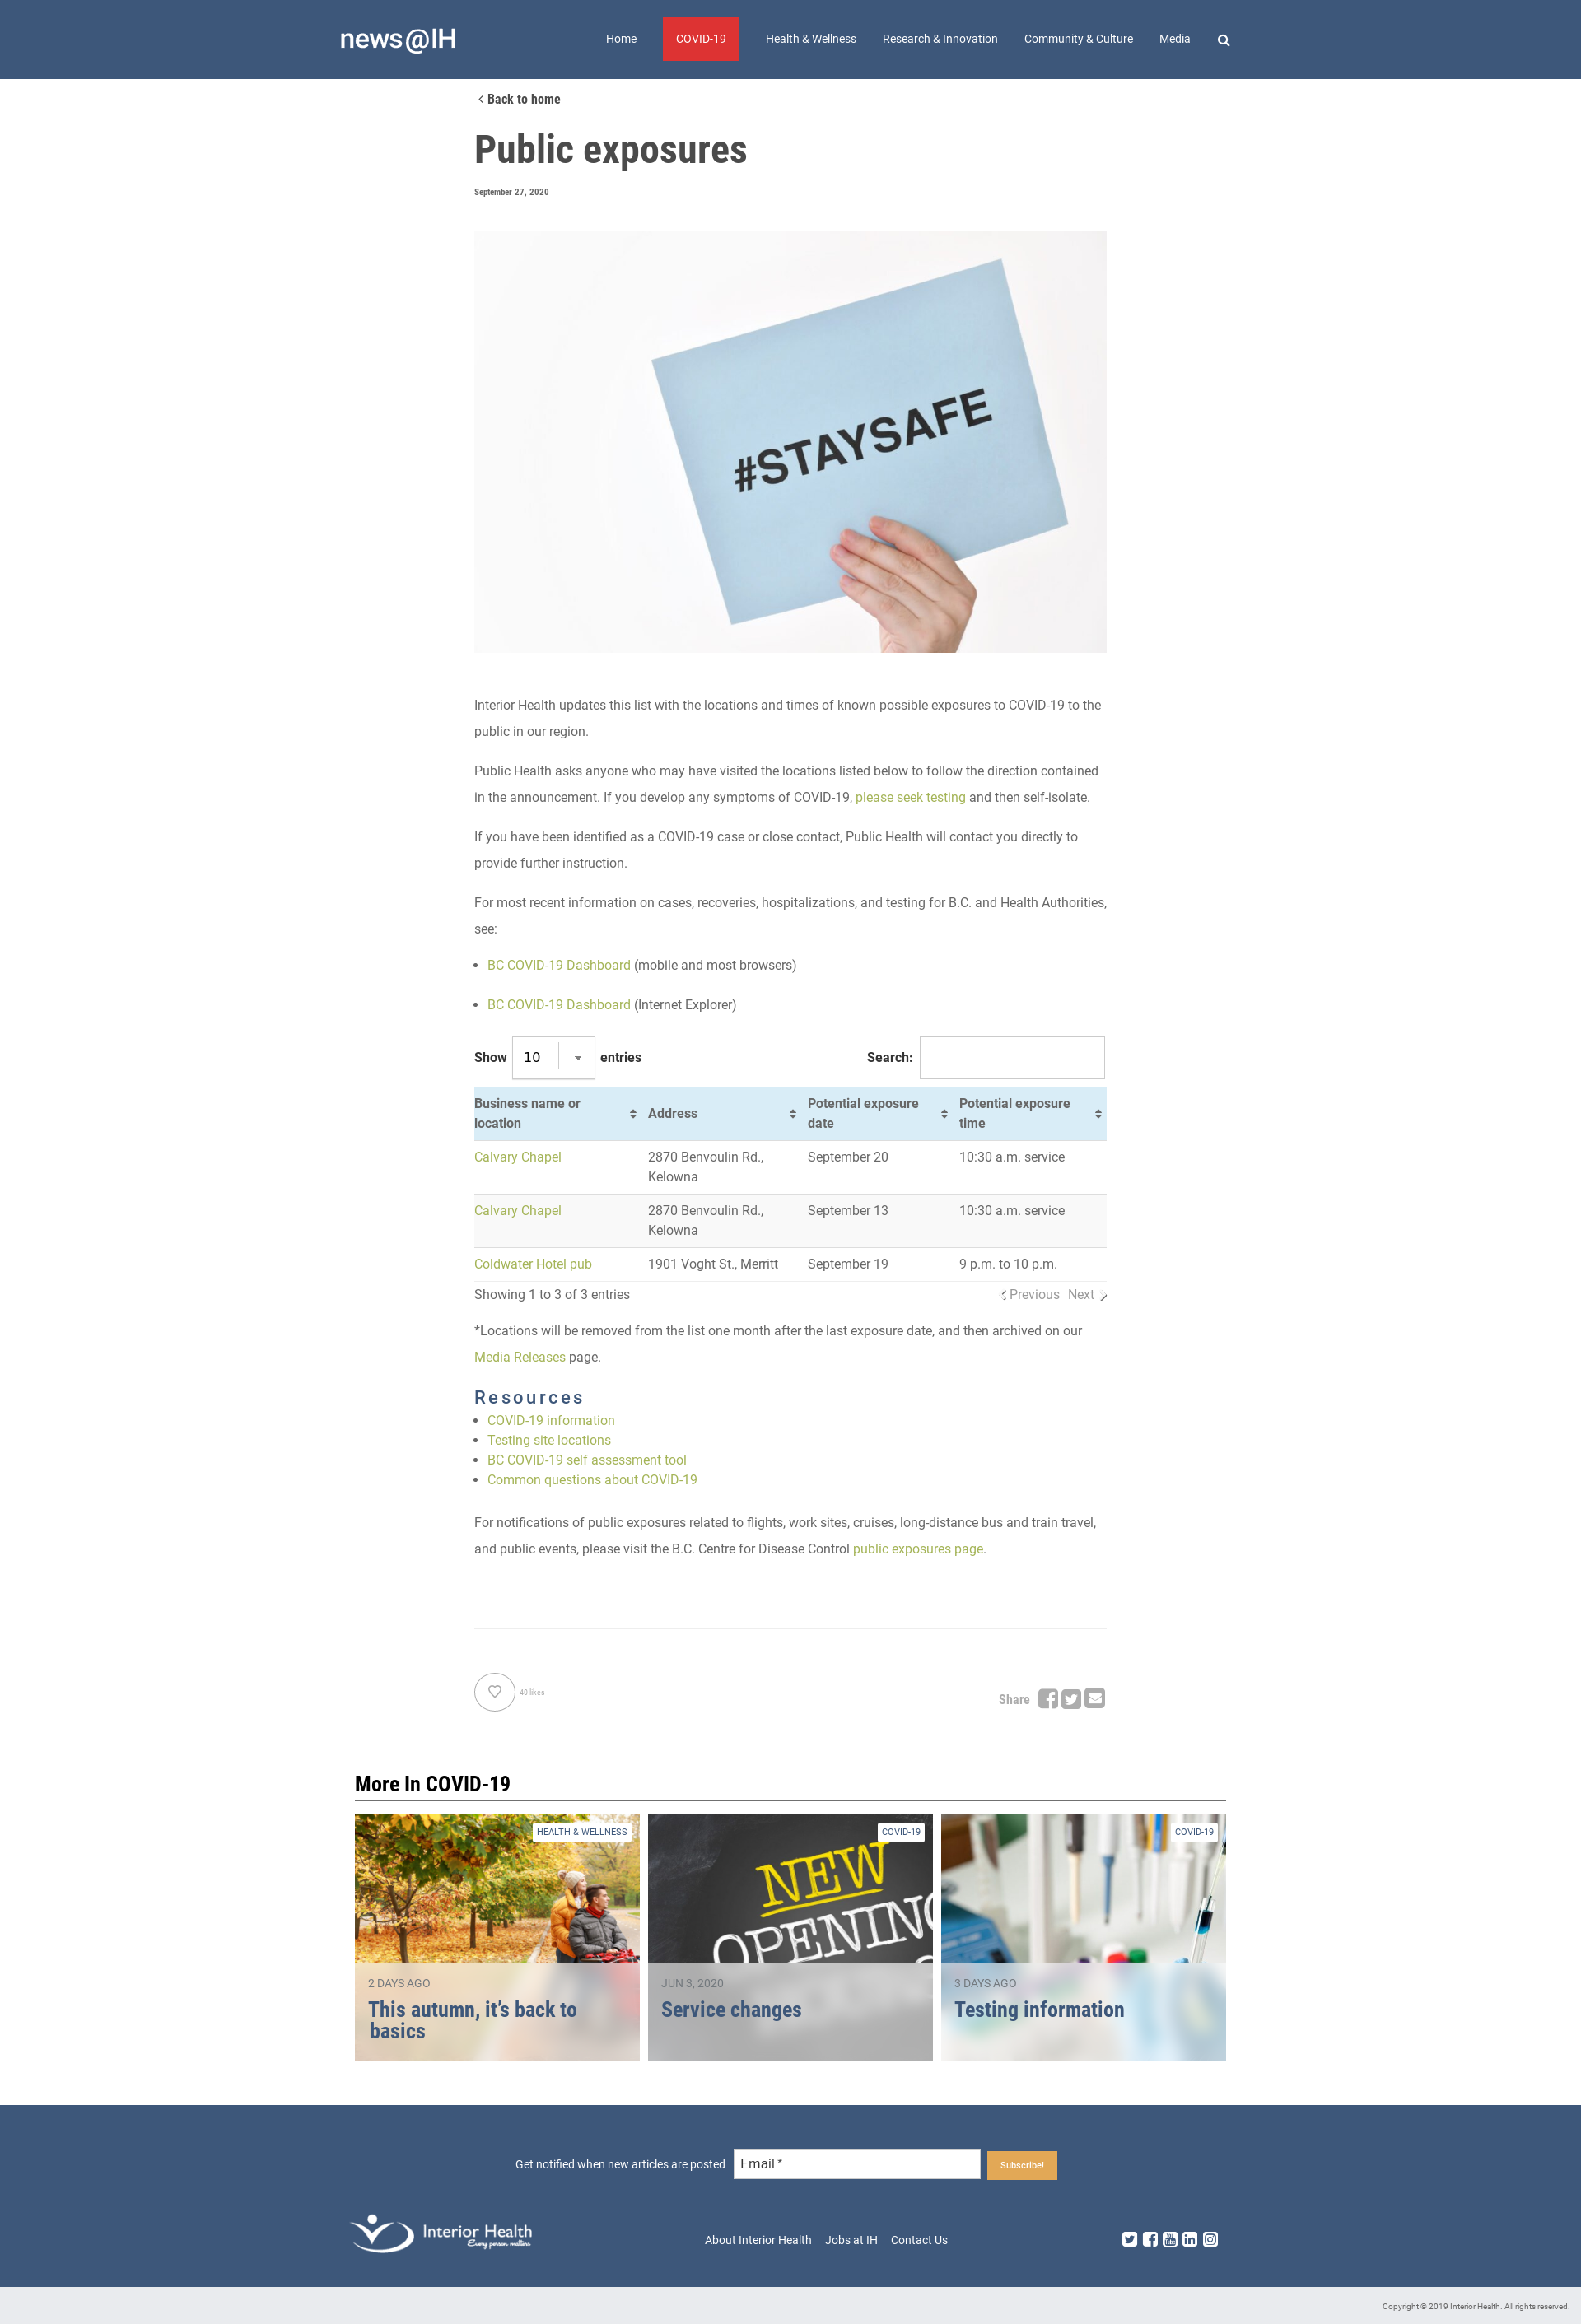 news@IH
Home COVID-19 Health & Wellness Research & Innovation Community & Culture Media
Back to home
Public exposures
September 27, 2020
#STAYSAFE
Interior Health updates this list with the locations and times of known possible exposures to COVID-19 to the
public in our region.
Public Health asks anyone who may have visited the locations listed below to follow the direction contained
in the announcement. If you develop any symptoms of COVID-19, please seek testing and then self-isolate.
If you have been identified as a COVID-19 case or close contact, Public Health will contact you directly to
provide further instruction.
For most recent information on cases, recoveries, hospitalizations, and testing for B.C. and Health Authorities,
see:
BC COVID-19 Dashboard (mobile and most browsers)
BC COVID-19 Dashboard (Internet Explorer)
Show 10 entries Search:
Business name or location Address Potential exposure date Potential exposure time
Calvary Chapel 2870 Benvoulin Rd., Kelowna September 20 10:30 a.m. service
Calvary Chapel 2870 Benvoulin Rd., Kelowna September 13 10:30 a.m. service
Coldwater Hotel pub 1901 Voght St., Merritt September 19 9 p.m. to 10 p.m.
Showing 1 to 3 of 3 entries Previous Next
*Locations will be removed from the list one month after the last exposure date, and then archived on our
Media Releases page.
Resources
COVID-19 information
Testing site locations
BC COVID-19 self assessment tool
Common questions about COVID-19
For notifications of public exposures related to flights, work sites, cruises, long-distance bus and train travel,
and public events, please visit the B.C. Centre for Disease Control public exposures page.
40 likes
Share
More In COVID-19
HEALTH & WELLNESS
2 DAYS AGO
This autumn, it's back to
basics
COVID-19
NEW
OPENING
JUN 3, 2020
Service changes
COVID-19
3 DAYS AGO
Testing information
Get notified when new articles are posted Email * Subscribe!
Interior Health
Every person matters
About Interior Health Jobs at IH Contact Us
Copyright © 2019 Interior Health. All rights reserved.